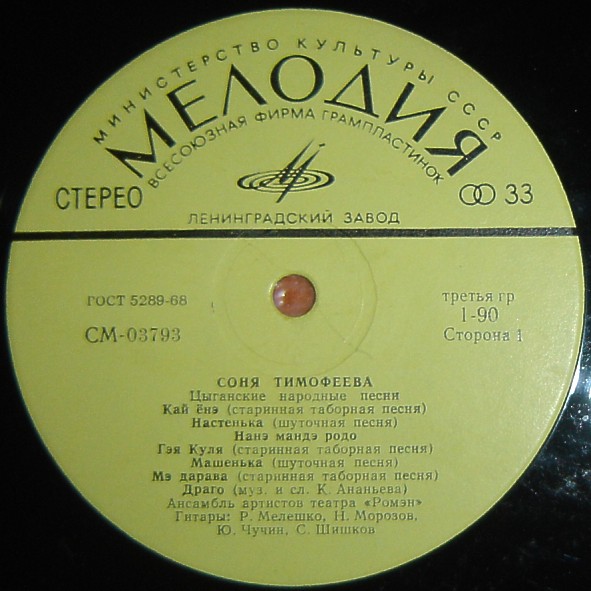 МИНИСТЕРСТВО КУЛЬТУРЫ СССР
МЕЛОДИЯ
ВСЕСОЮЗНАЯ ФИРМА ГРАМПЛАСТИНОК
СТЕРЕО
33
ЛЕНИНГРАДСКИЙ ЗАВОД
ГОСТ 5289-68
третья гр
СМ-03793
1-90
Сторона 1
СОНЯ ТИМОФЕЕВА
Цыганские народные песни
Кай ёнэ (старинная таборная песня)
Настенька (шуточная песня)
Нанэ мандэ родо
Гэя Куля (старинная таборная песня)
Машенька (шуточная песня)
Мэ дарава (старинная таборная песня)
Драго (муз. и сл. К. Ананьева)
Ансамбль артистов театра «Ромэн»
Гитары: Р. Мелешко, Н. Морозов,
Ю. Чучин, С. Шишков